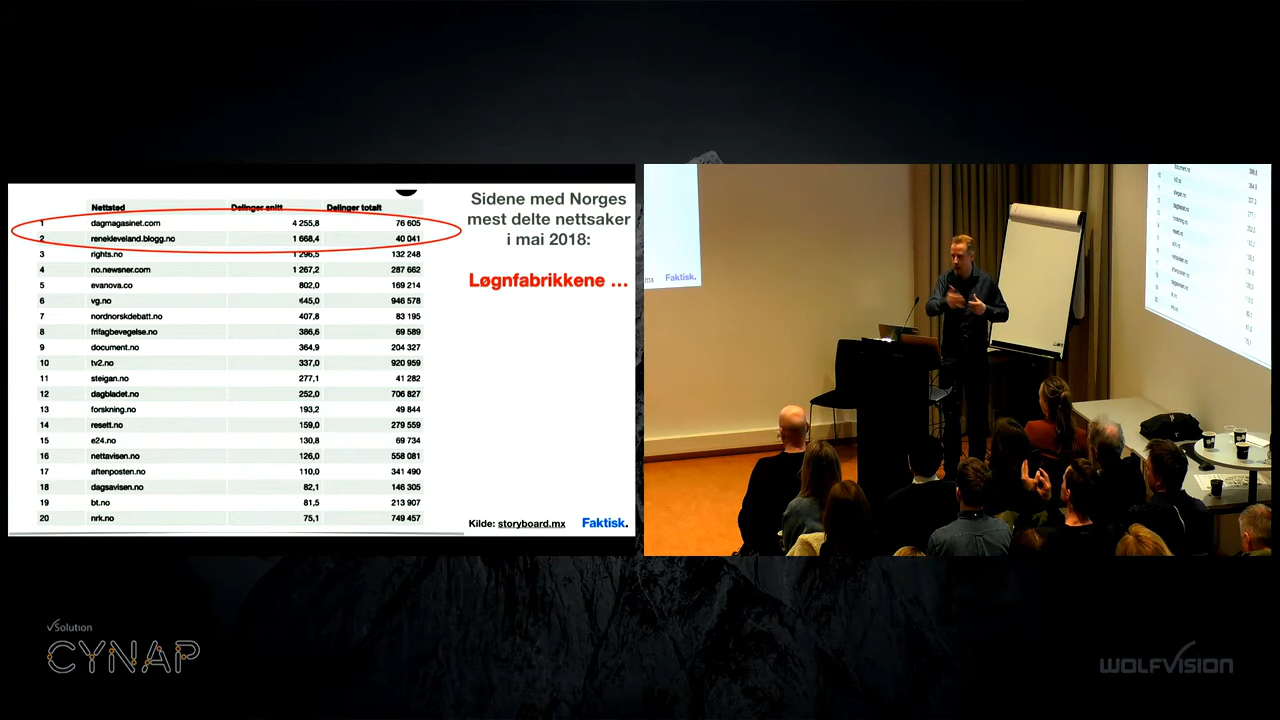 Nettsted Delinger snitt Delinger totalt
1 dagmagasinet.com 4 255,8 76 605
2 renekleveland.blogg.no 1 668,4 40 041
3 rights.no 1 296,5 132 248
4 no.newsner.com 1 267,2 287 662
5 evanova.co 802,0 169 214
6 vg.no 445,0 946 578
7 nordnorskdebatt.no 407,8 83 195
8 frifagbevegelse.no 386,6 69 589
9 document.no 364,9 204 327
10 tv2.no 337,0 920 959
11 steigan.no 277,1 41 282
12 dagbladet.no 252,0 706 827
13 forskning.no 193,2 49 844
14 resett.no 159,0 279 559
15 e24.no 130,8 69 734
16 nettavisen.no 126,0 558 081
17 aftenposten.no 110,0 341 490
18 dagsavisen.no 82,1 146 305
19 bt.no 81,5 213 907
20 nrk.no 75,1 749 457
Sidene med Norges
mest delte nettsaker
i mai 2018:
Løgnfabrikkene ...
Kilde: storyboard.mx Faktisk.
Faktisk.
vSolution
CYNAP
WOLFVISION